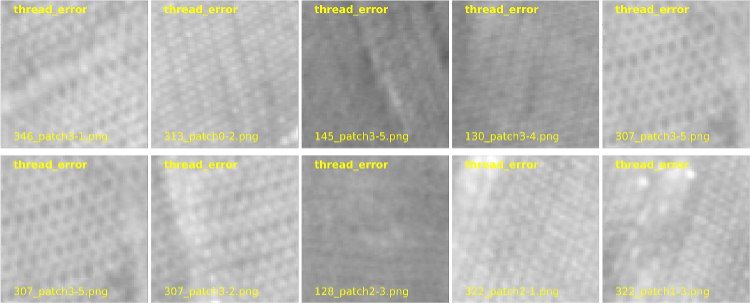 thread_error thread_error thread_error thread_error thread_error
346_patch3-1.png 313_patch0-2.png 145_patch3-5.png 130_patch3-4.png 307_patch3-5.png
thread_error thread_error thread_error thread_error thread_error
307_patch3-5.png 307_patch3-2.png 128_patch2-3.png 322_patch2-1.png 322_patch1-3.png